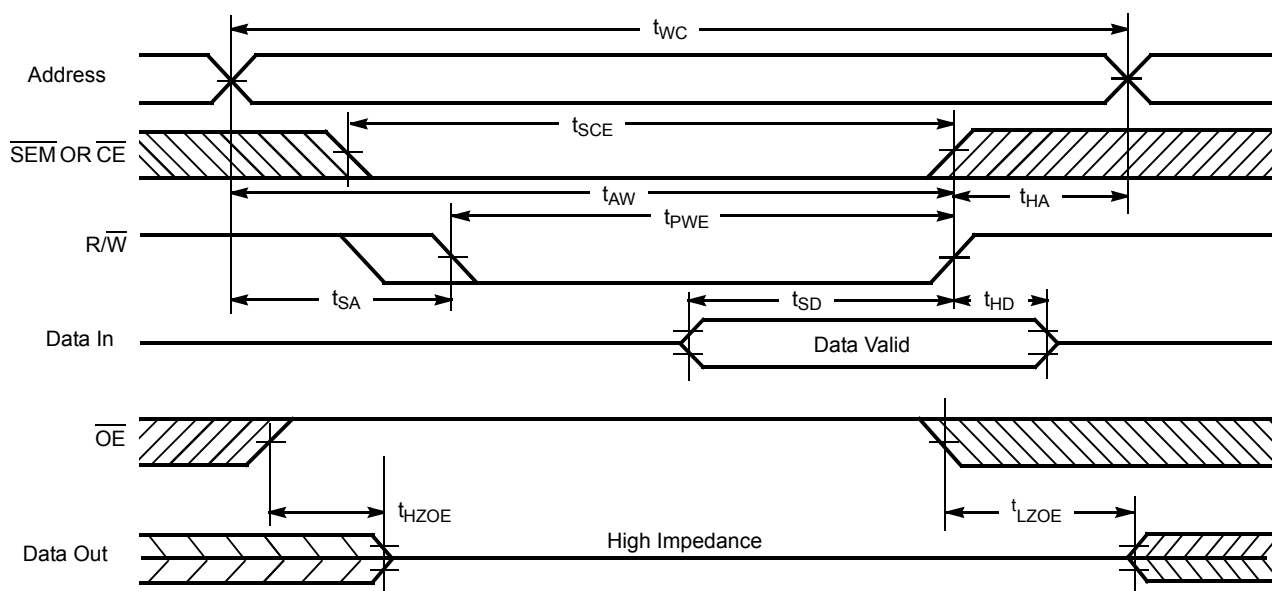 tWC
Address
tSCE
SEM OR CE
tAW
tHA
tPWE
R/W
tSA
tSD
tHD
Data In
Data Valid
OE
tHZOE
tLZOE
High Impedance
Data Out